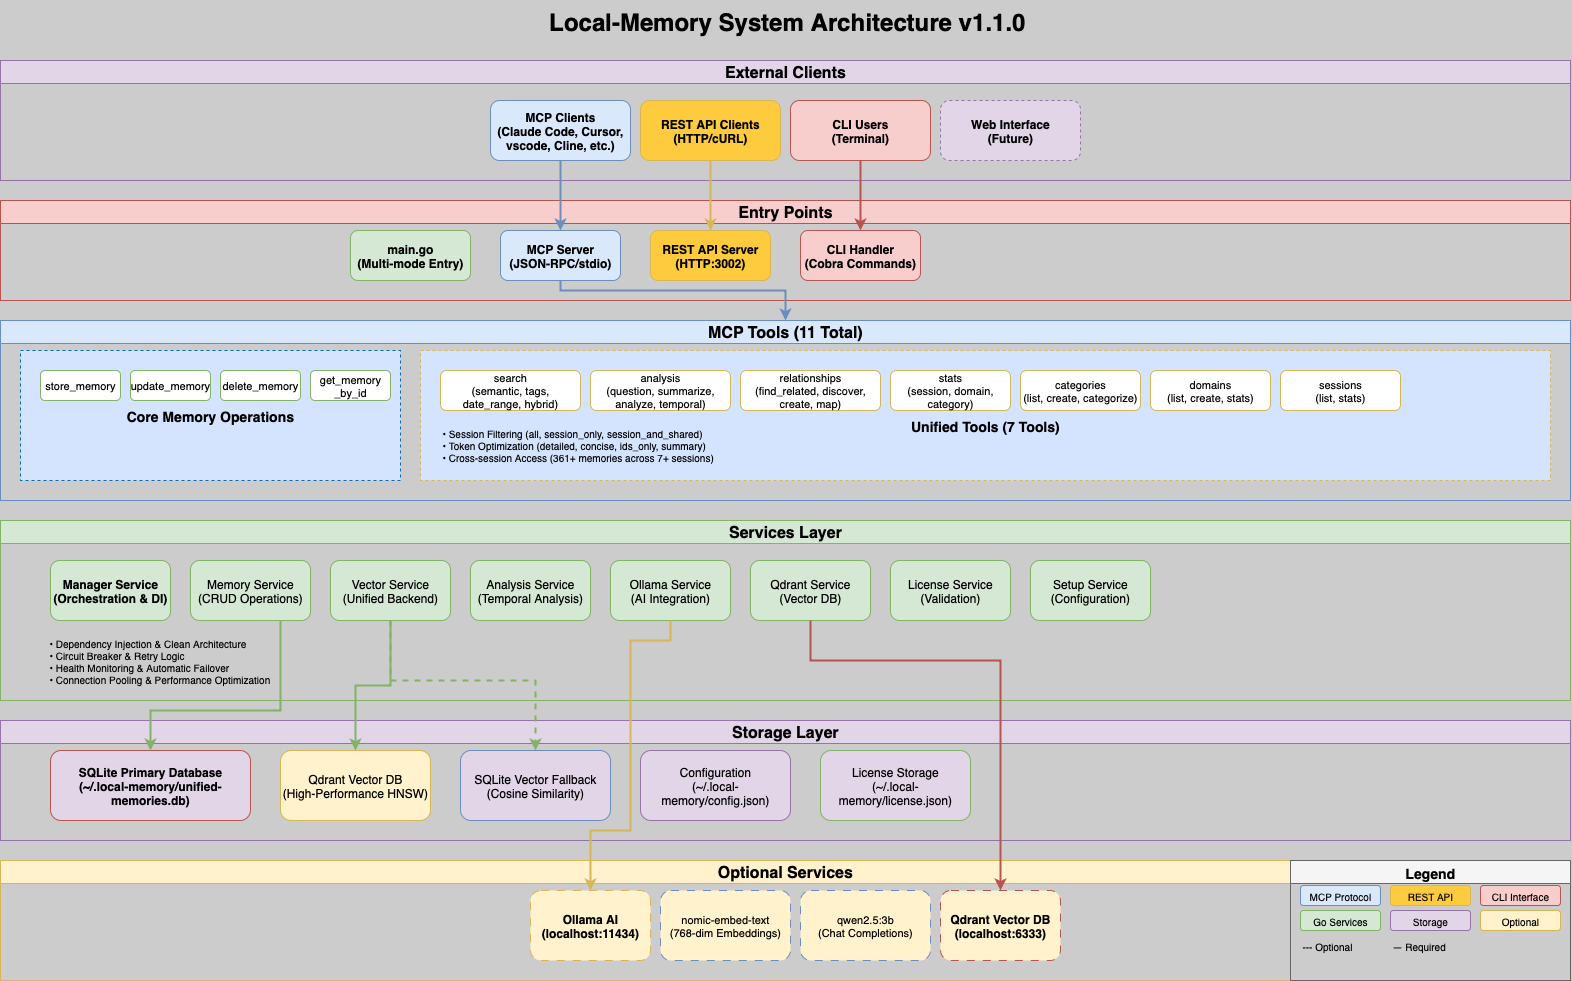 Local-Memory System Architecture v1.1.0
External Clients
MCP Clients
(Claude Code, Cursor,
vscode, Cline, etc.)
REST API Clients
(HTTP/cURL)
CLI Users
(Terminal)
Web Interface
(Future)
Entry Points
main.go
(Multi-mode Entry)
MCP Server
(JSON-RPC/stdio)
REST API Server
(HTTP:3002)
CLI Handler
(Cobra Commands)
MCP Tools (11 Total)
store_memory
update_memory
delete_memory
get_memory
_by_id
Core Memory Operations
search
(semantic, tags,
date_range, hybrid)
analysis
(question, summarize,
analyze, temporal)
relationships
(find_related, discover,
create, map)
stats
(session, domain,
category)
categories
(list, create, categorize)
domains
(list, create, stats)
sessions
(list, stats)
Unified Tools (7 Tools)
• Session Filtering (all, session_only, session_and_shared)
• Token Optimization (detailed, concise, ids_only, summary)
• Cross-session Access (361+ memories across 7+ sessions)
Services Layer
Manager Service
(Orchestration & DI)
Memory Service
(CRUD Operations)
Vector Service
(Unified Backend)
Analysis Service
(Temporal Analysis)
Ollama Service
(AI Integration)
Qdrant Service
(Vector DB)
License Service
(Validation)
Setup Service
(Configuration)
• Dependency Injection & Clean Architecture
• Circuit Breaker & Retry Logic
• Health Monitoring & Automatic Failover
• Connection Pooling & Performance Optimization
Storage Layer
SQLite Primary Database
(~/.local-memory/unified-
memories.db)
Qdrant Vector DB
(High-Performance HNSW)
SQLite Vector Fallback
(Cosine Similarity)
Configuration
(~/.local-
memory/config.json)
License Storage
(~/.local-
memory/license.json)
Optional Services
Ollama AI
(localhost:11434)
nomic-embed-text
(768-dim Embeddings)
qwen2.5:3b
(Chat Completions)
Qdrant Vector DB
(localhost:6333)
Legend
MCP Protocol
REST API
CLI Interface
Go Services
Storage
Optional
--- Optional
— Required